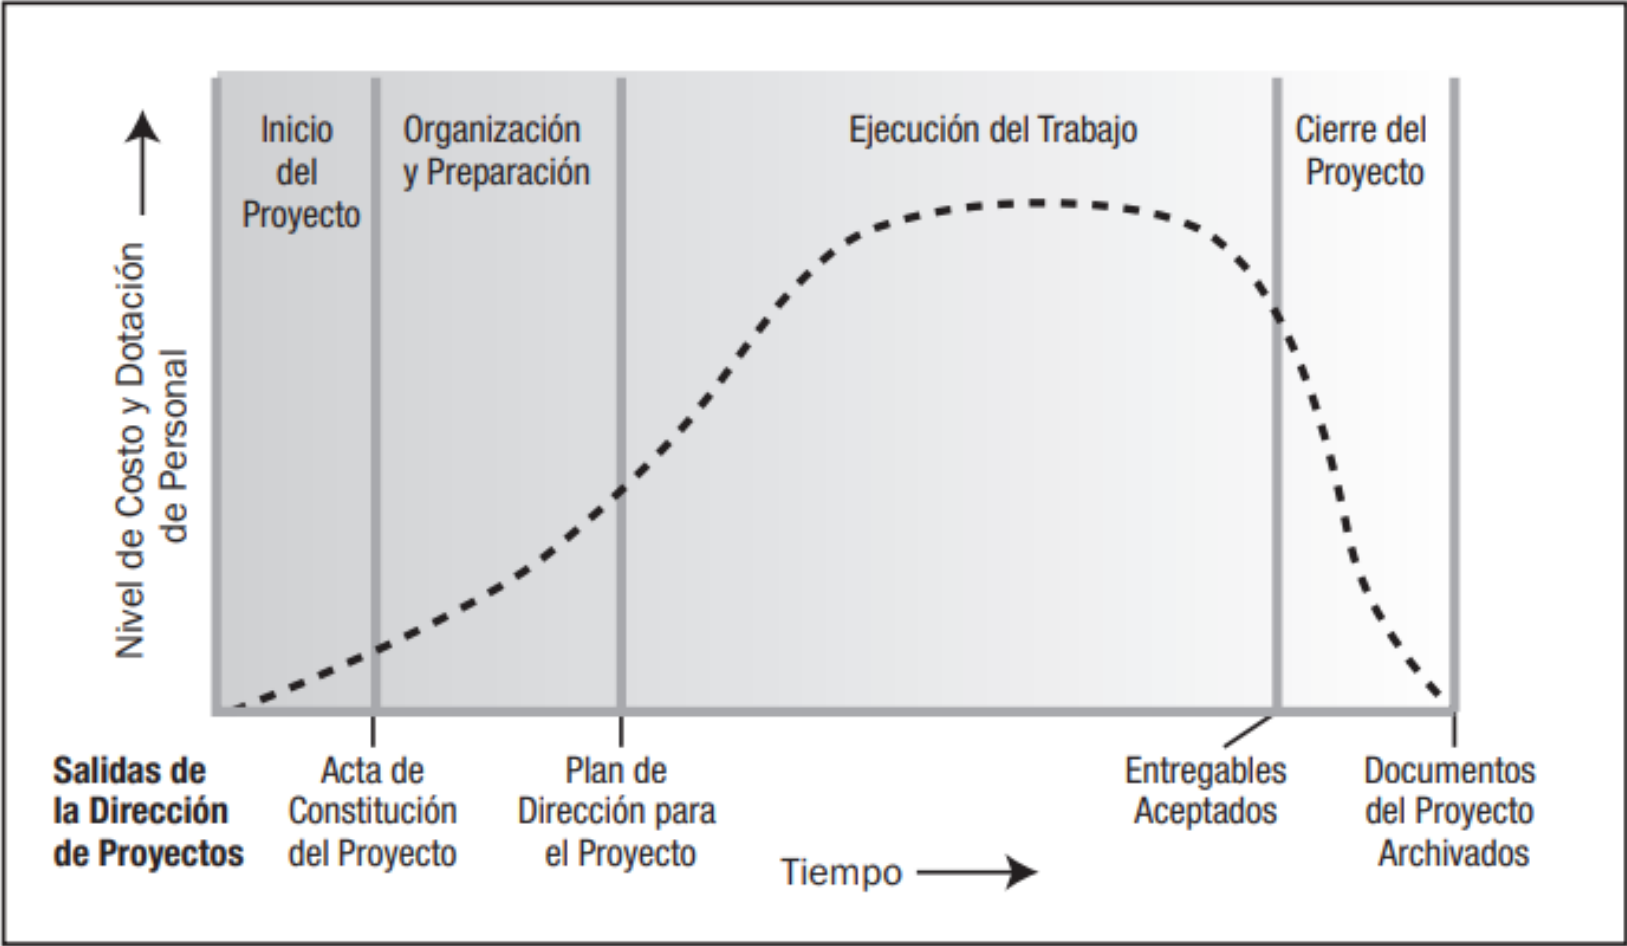 Inicio
del
Proyecto
Organización
y Preparación
Ejecución del Trabajo
Cierre del
Proyecto
Nivel de Costo y Dotación
de Personal
Salidas de
la Dirección
de Proyectos
Acta de
Constitución
del Proyecto
Plan de
Dirección para
el Proyecto
Entregables
Aceptados
Documentos
del Proyecto
Archivados
Tiempo